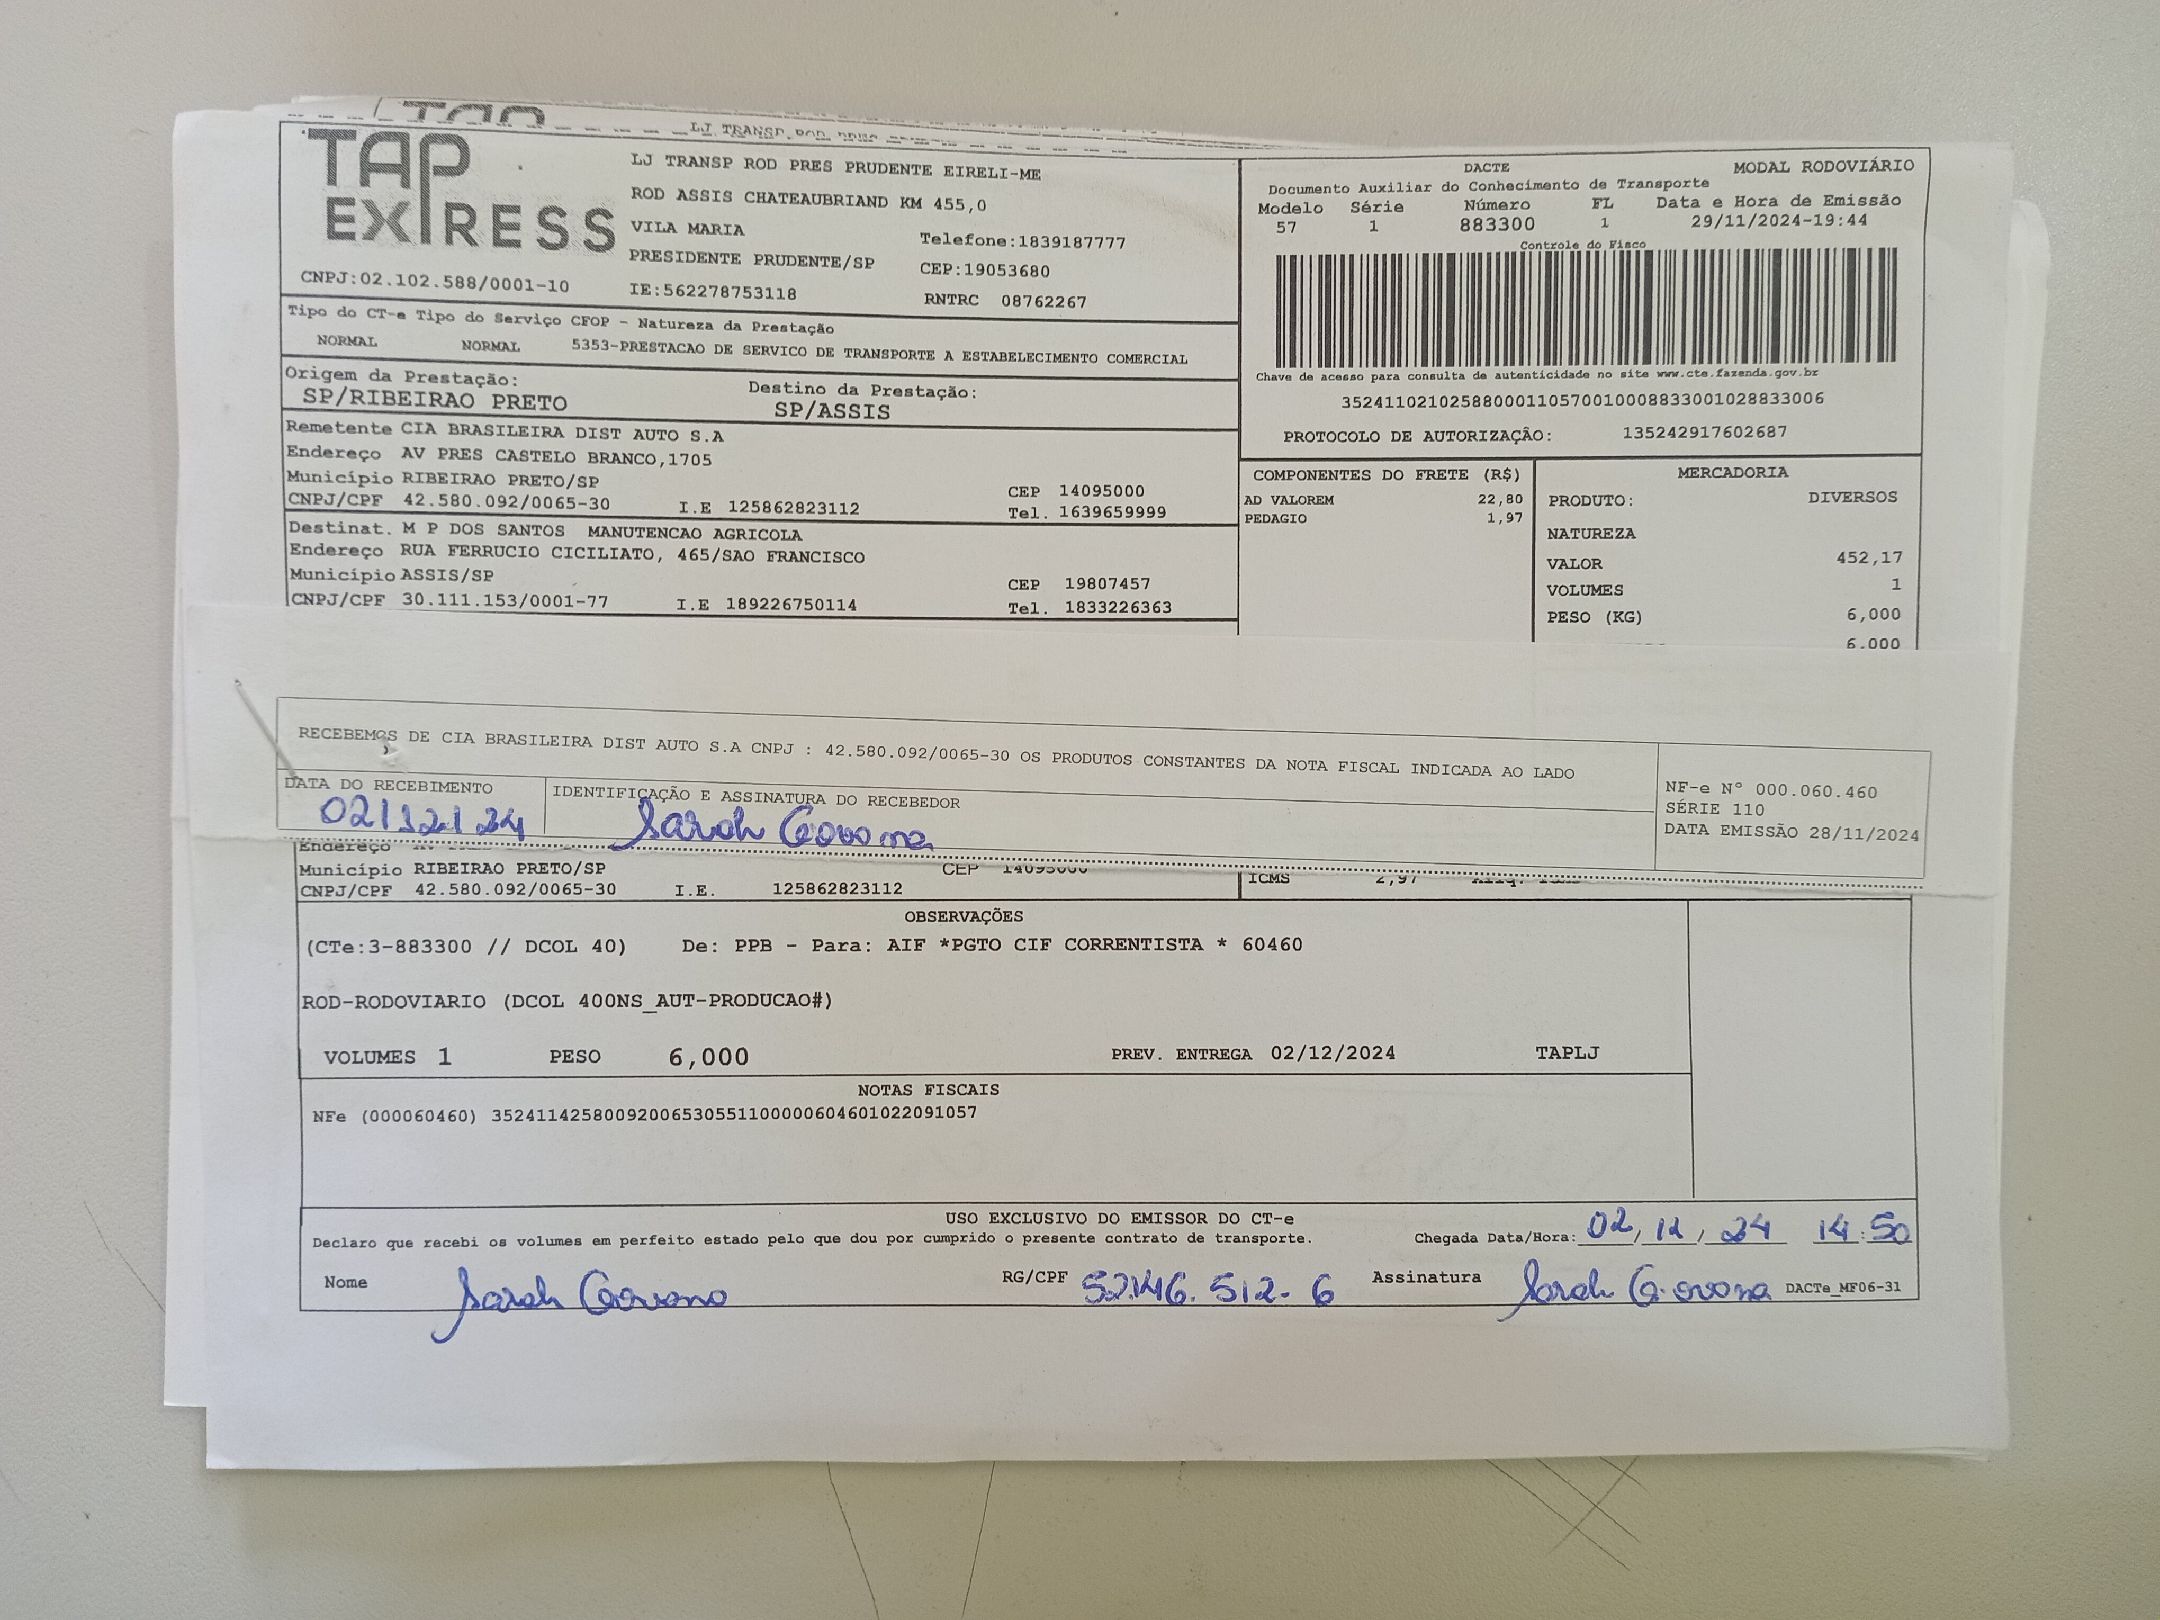 TAP
LJ TRANSP ROD PRES
TAP
EXPRESS
CNPJ:02.102.588/0001-10
LJ TRANSP ROD PRES PRUDENTE EIRELI-ME
ROD ASSIS CHATEAUBRIAND KM 455,0
VILA MARIA
Telefone:1839187777
PRESIDENTE PRUDENTE/SP CEP:19053680
IE:562278753118 RNTRC 08762267
DACTE MODAL RODOVIÁRIO
Documento Auxiliar do Conhecimento de Transporte
Modelo Série Número FL Data e Hora de Emissão
57 1 883300 1 29/11/2024-19:44
Controle do Fisco
Chave de acesso para consulta de autenticidade no site www.cte.fazenda.gov.br
35241102102588000110570010008833001028833006
PROTOCOLO DE AUTORIZAÇÃO: 135242917602687
Tipo do CT-e Tipo do Serviço CFOP - Natureza da Prestação
NORMAL NORMAL 5353-PRESTACAO DE SERVICO DE TRANSPORTE A ESTABELECIMENTO COMERCIAL
Origem da Prestação: Destino da Prestação:
SP/RIBEIRAO PRETO SP/ASSIS
Remetente CIA BRASILEIRA DIST AUTO S.A
Endereço AV PRES CASTELO BRANCO,1705
Município RIBEIRAO PRETO/SP CEP 14095000
CNPJ/CPF 42.580.092/0065-30 I.E 125862823112 Tel. 1639659999
Destinat. M P DOS SANTOS MANUTENCAO AGRICOLA
Endereço RUA FERRUCIO CICILIATO, 465/SAO FRANCISCO
Município ASSIS/SP CEP 19807457
CNPJ/CPF 30.111.153/0001-77 I.E 189226750114 Tel. 1833226363
COMPONENTES DO FRETE (R$)
AD VALOREM 22,80
PEDAGIO 1,97
MERCADORIA
PRODUTO: DIVERSOS
NATUREZA
VALOR 452,17
VOLUMES 1
PESO (KG) 6,000
6.000
RECEBEMOS DE CIA BRASILEIRA DIST AUTO S.A CNPJ : 42.580.092/0065-30 OS PRODUTOS CONSTANTES DA NOTA FISCAL INDICADA AO LADO
DATA DO RECEBIMENTO IDENTIFICAÇÃO E ASSINATURA DO RECEBEDOR
02/12/24 Sarah Geovana
NF-e N° 000.060.460
SÉRIE 110
DATA EMISSÃO 28/11/2024
Endereço
Município RIBEIRAO PRETO/SP CEP 14095000
CNPJ/CPF 42.580.092/0065-30 I.E. 125862823112
ICMS 2,97
OBSERVAÇÕES
(CTe:3-883300 // DCOL 40) De: PPB - Para: AIF *PGTO CIF CORRENTISTA * 60460
ROD-RODOVIARIO (DCOL 400NS_AUT-PRODUCAO#)
VOLUMES 1 PESO 6,000 PREV. ENTREGA 02/12/2024 TAPLJ
NOTAS FISCAIS
NFe (000060460) 35241142580092006530551100000604601022091057
USO EXCLUSIVO DO EMISSOR DO CT-e
Declaro que recebi os volumes em perfeito estado pelo que dou por cumprido o presente contrato de transporte. Chegada Data/Hora: 02/12/24 14:50
Nome Sarah Geovana RG/CPF 52.146.512-6 Assinatura Sarah Geovana DACTe_MF06-31